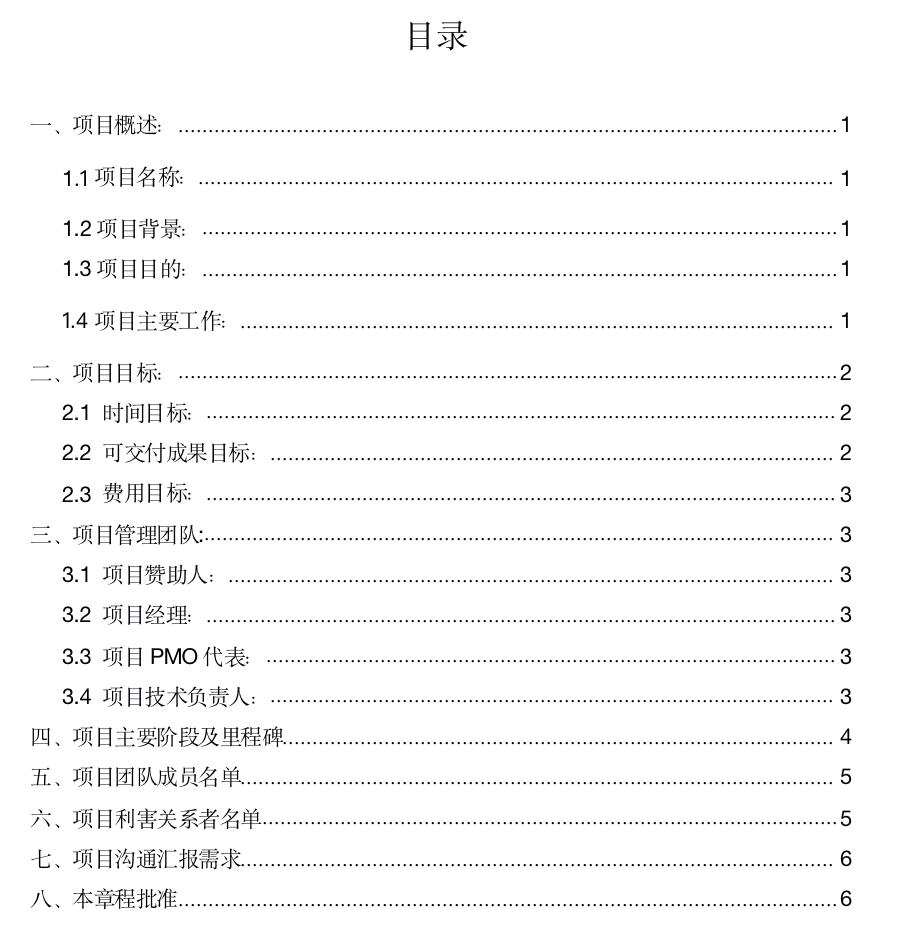 目录
一、项目概述: ........................................................................ 1
1.1 项目名称: ........................................................................ 1
1.2 项目背景: ........................................................................ 1
1.3 项目目的: ........................................................................ 1
1.4 项目主要工作: ........................................................................ 1
二、项目目标: ........................................................................ 2
2.1 时间目标: ........................................................................ 2
2.2 可交付成果目标: ........................................................................ 2
2.3 费用目标: ........................................................................ 3
三、项目管理团队:........................................................................ 3
3.1 项目赞助人: ........................................................................ 3
3.2 项目经理: ........................................................................ 3
3.3 项目 PMO 代表: ........................................................................ 3
3.4 项目技术负责人: ........................................................................ 3
四、项目主要阶段及里程碑........................................................................ 4
五、项目团队成员名单........................................................................ 5
六、项目利害关系者名单........................................................................ 5
七、项目沟通汇报需求........................................................................ 6
八、本章程批准........................................................................ 6